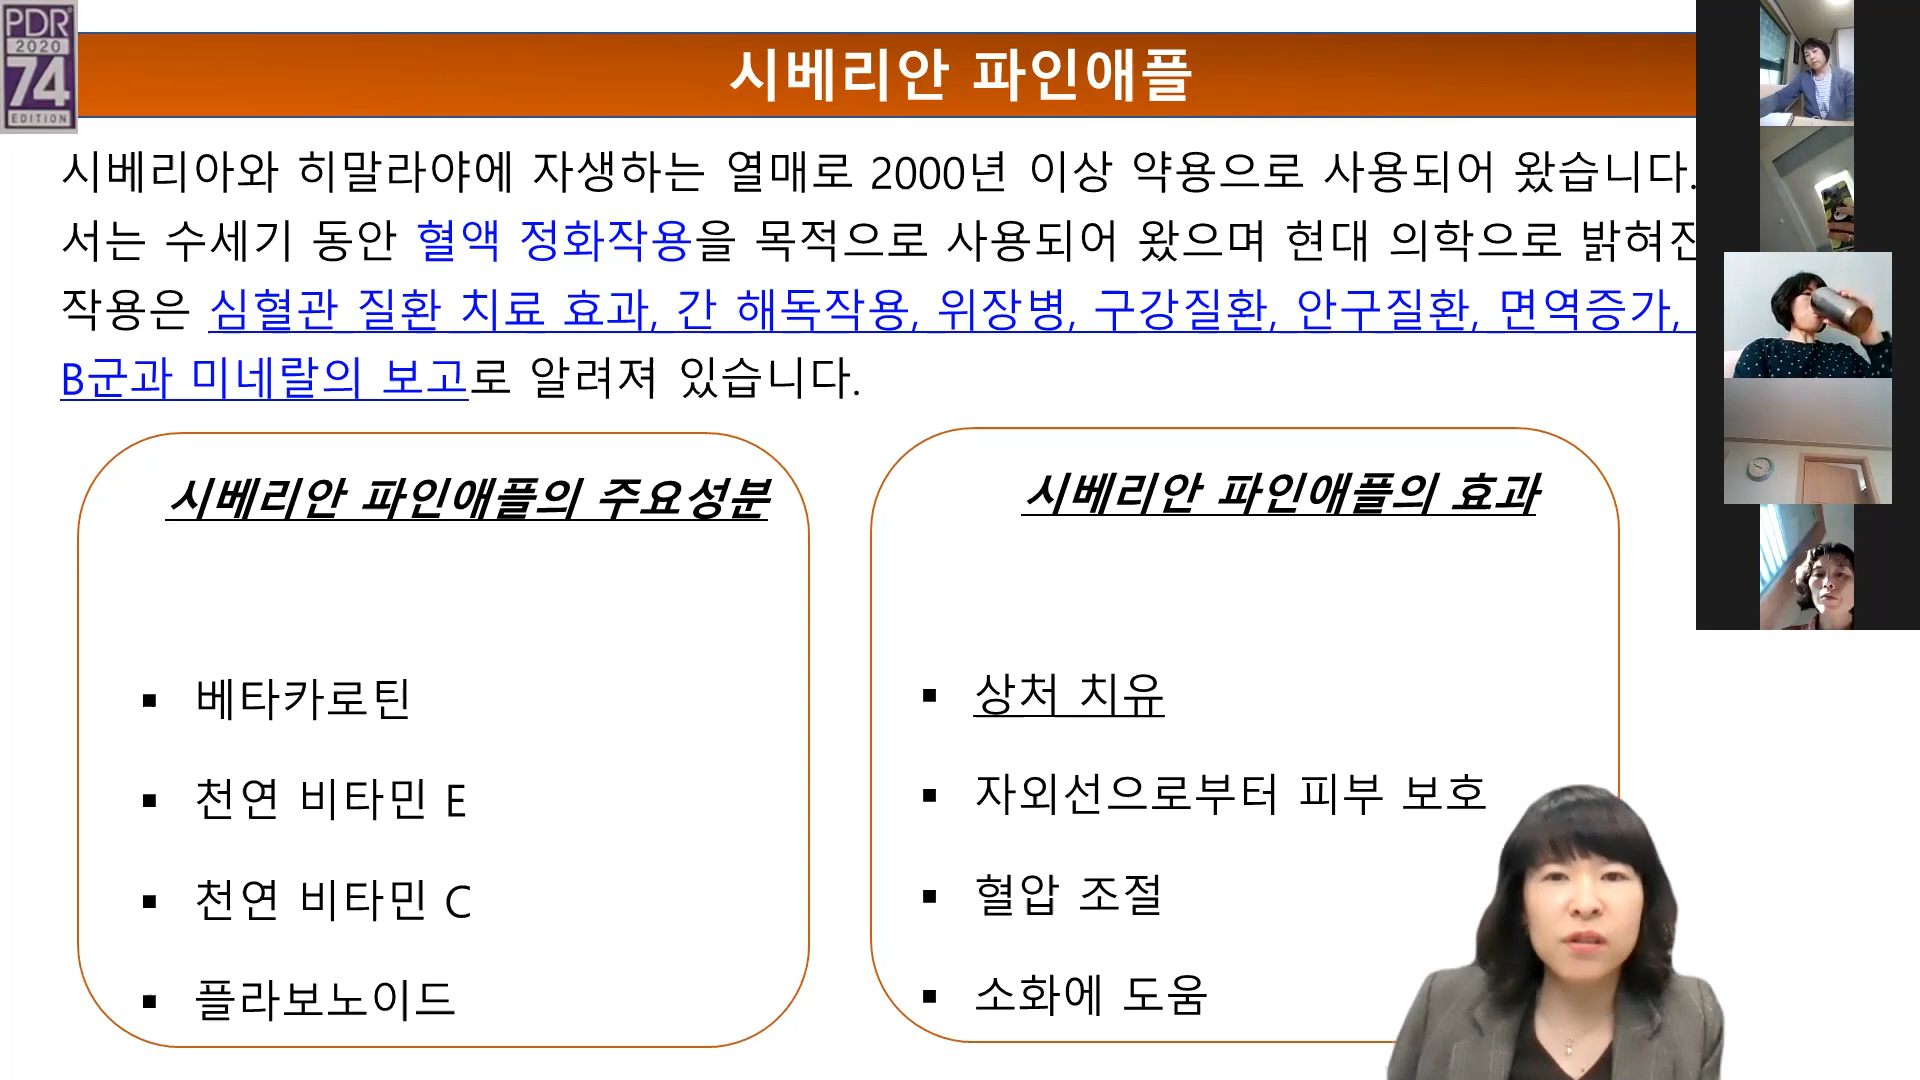 PDR
2020
74
EDITION
시베리안 파인애플
시베리아와 히말라야에 자생하는 열매로 2000년 이상 약용으로 사용되어 왔습니다.
서는 수세기 동안 혈액 정화작용을 목적으로 사용되어 왔으며 현대 의학으로 밝혀진
작용은 심혈관 질환 치료 효과, 간 해독작용, 위장병, 구강질환, 안구질환, 면역증가,
B군과 미네랄의 보고로 알려져 있습니다.
시베리안 파인애플의 주요성분
▪ 베타카로틴
▪ 천연 비타민 E
▪ 천연 비타민 C
▪ 플라보노이드
시베리안 파인애플의 효과
▪ 상처 치유
▪ 자외선으로부터 피부 보호
▪ 혈압 조절
▪ 소화에 도움